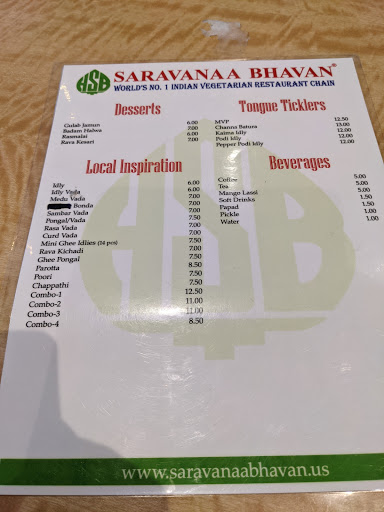 HSB SARAVANAA BHAVAN®
WORLD'S NO. 1 INDIAN VEGETARIAN RESTAURANT CHAIN
Desserts
Gulab Jamun 6.00
Badam Halwa 7.00
Rasmalai 6.00
Rava Kesari 7.00
Tongue Ticklers
MVP 12.50
Channa Batura 13.00
Kaima Idly 12.00
Podi Idly 12.00
Pepper Podi Idly 12.00
Local Inspiration
Idly 6.00
Idly Vada 6.00
Medu Vada 7.00
Bonda 7.00
Sambar Vada 7.00
Pongal/Vada 7.00
Rasa Vada 7.00
Curd Vada 7.00
Mini Ghee Idlies (14 pcs) 7.00
Rava Kichadi 7.00
Ghee Pongal 7.50
Parotta 8.50
Poori 7.50
Chappathi 7.50
Combo-1 12.50
Combo-2 11.00
Combo-3 11.00
Combo-4 8.50
Beverages
Coffee 5.00
Tea 5.00
Mango Lassi 5.00
Soft Drinks 1.50
Papad 1.50
Pickle 1.00
Water 1.00
HSB
www.saravanaabhavan.us